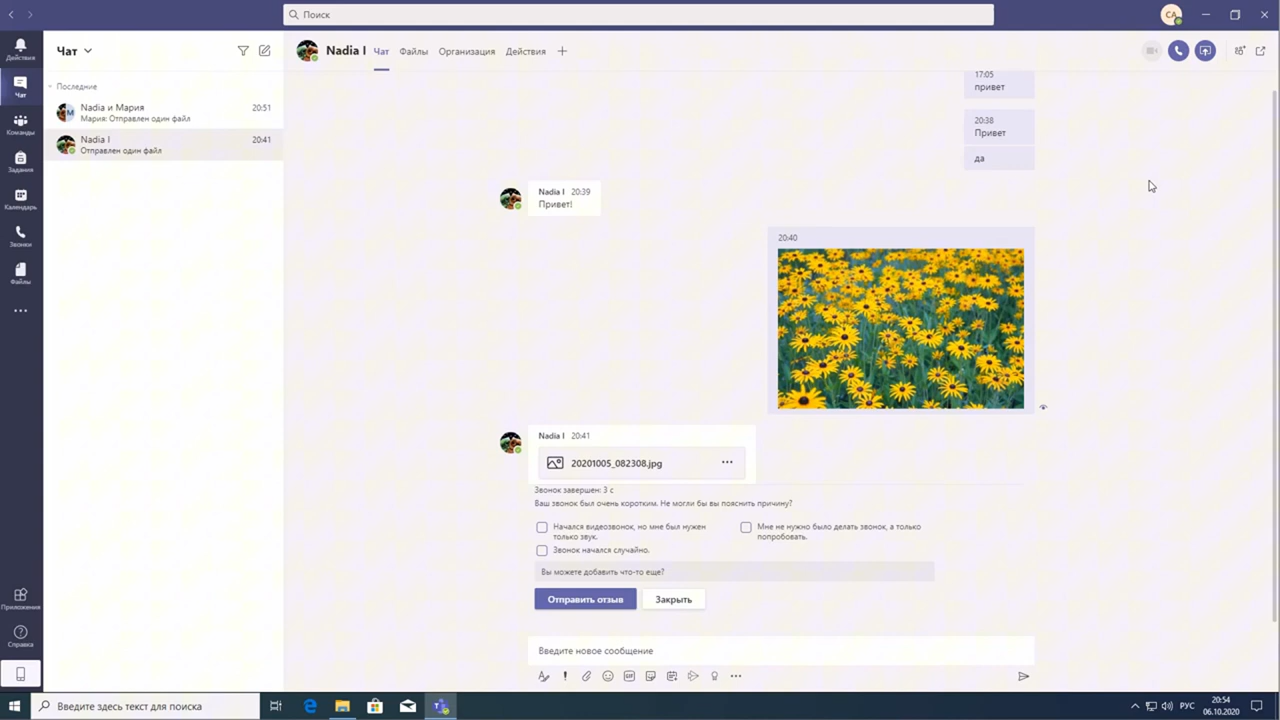 Поиск
СА
Действия
Чат
Команды
Задания
Календарь
Звонки
Файлы
Приложения
Справка
Чат
Последние
Nadia и Мария
20:51
Мария: Отправлен один файл
М
Nadia I
20:41
Отправлен один файл
Nadia I
Чат
Файлы
Организация
Действия
17:05
привет
20:38
Привет
да
Nadia I 20:39
Привет!
20:40
Nadia I 20:41
20201005_082308.jpg
Звонок завершен: 3 с
Ваш звонок был очень коротким. Не могли бы вы пояснить причину?
Начался видеозвонок, но мне был нужен
только звук.
Мне не нужно было делать звонок, а только
попробовать.
Звонок начался случайно.
Вы можете добавить что-то еще?
Отправить отзыв
Закрыть
Введите новое сообщение
GIF
Введите здесь текст для поиска
РУС
20:54
06.10.2020